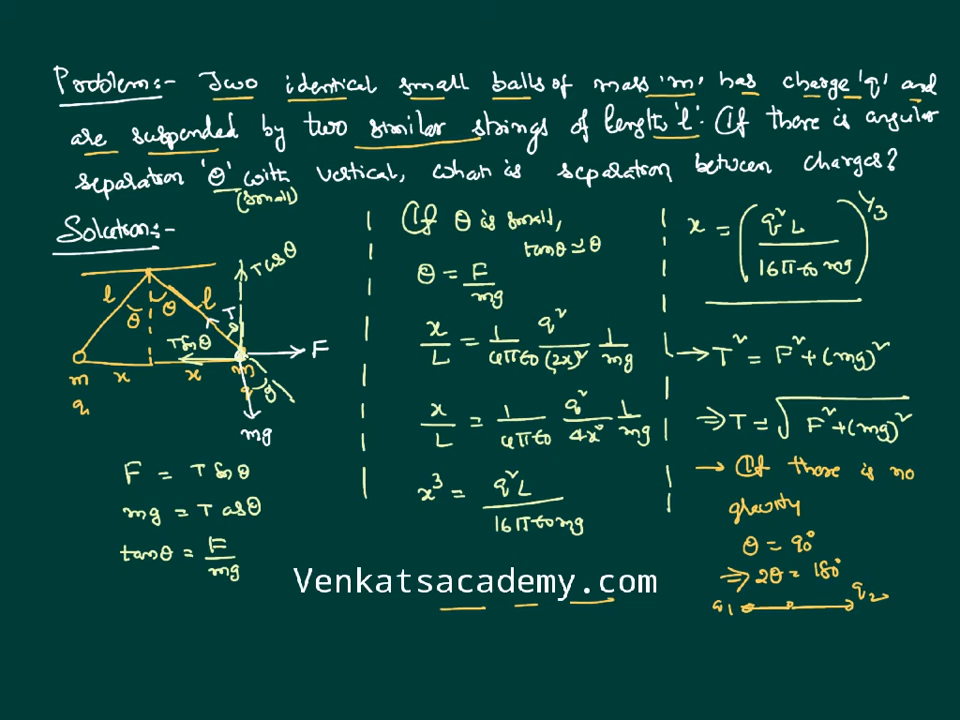 Problem:- Two identical small balls of mass 'm' has charge 'q' and
are suspended by two similar strings of length 'l'. If there is angular
separation 'θ' with vertical, what is separation between charges?
(small)
Solution:-
l θ θ l
T cosθ
T
T sinθ
F
x x
m q
m q
θ
mg
F = T sinθ
mg = T cosθ
tanθ = F/mg
If θ is small,
tanθ ≃ θ
θ = F/mg
x/L = 1/4πε0 q²/(2x)² 1/mg
x/L = 1/4πε0 q²/4x² 1/mg
x³ = q²L/16πε0mg
x = (q²L/16πε0mg)^1/3
→ T² = F² + (mg)²
⇒ T = √F² + (mg)²
→ If there is no
gravity
θ = 90°
⇒ 2θ = 180°
q1 q2
Venkatsacademy.com